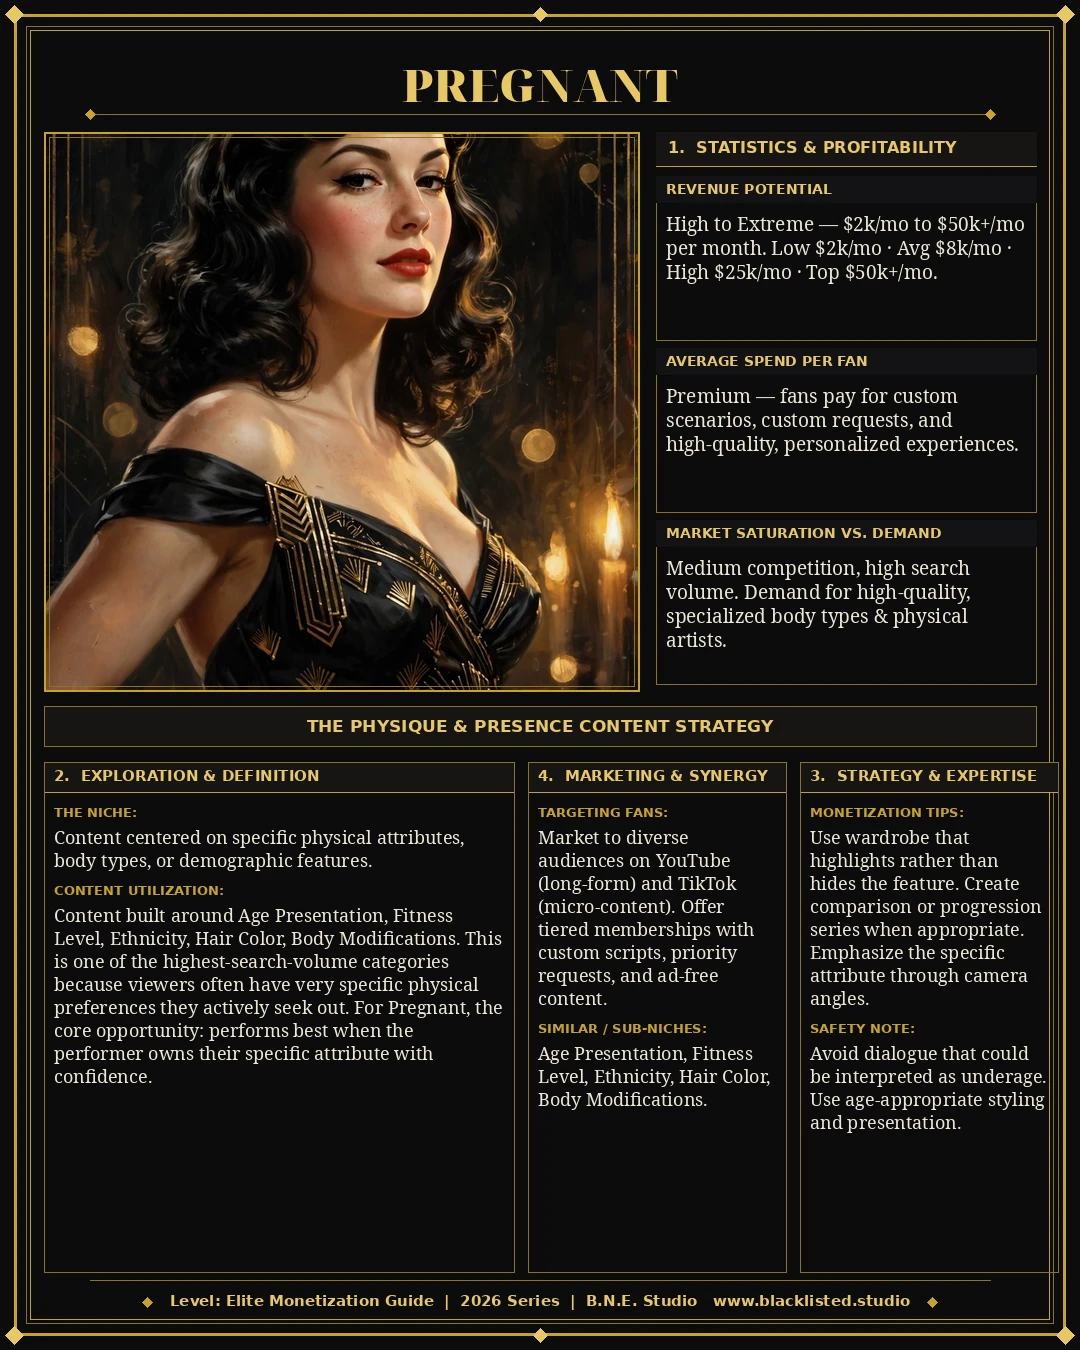 PREGNANT
1. STATISTICS & PROFITABILITY
REVENUE POTENTIAL
High to Extreme — $2k/mo to $50k+/mo
per month. Low $2k/mo · Avg $8k/mo ·
High $25k/mo · Top $50k+/mo.
AVERAGE SPEND PER FAN
Premium — fans pay for custom
scenarios, custom requests, and
high-quality, personalized experiences.
MARKET SATURATION VS. DEMAND
Medium competition, high search
volume. Demand for high-quality,
specialized body types & physical
artists.
THE PHYSIQUE & PRESENCE CONTENT STRATEGY
2. EXPLORATION & DEFINITION
THE NICHE:
Content centered on specific physical attributes,
body types, or demographic features.
CONTENT UTILIZATION:
Content built around Age Presentation, Fitness
Level, Ethnicity, Hair Color, Body Modifications. This
is one of the highest-search-volume categories
because viewers often have very specific physical
preferences they actively seek out. For Pregnant, the
core opportunity: performs best when the
performer owns their specific attribute with
confidence.
4. MARKETING & SYNERGY
TARGETING FANS:
Market to diverse
audiences on YouTube
(long-form) and TikTok
(micro-content). Offer
tiered memberships with
custom scripts, priority
requests, and ad-free
content.
SIMILAR / SUB-NICHES:
Age Presentation, Fitness
Level, Ethnicity, Hair Color,
Body Modifications.
3. STRATEGY & EXPERTISE
MONETIZATION TIPS:
Use wardrobe that
highlights rather than
hides the feature. Create
comparison or progression
series when appropriate.
Emphasize the specific
attribute through camera
angles.
SAFETY NOTE:
Avoid dialogue that could
be interpreted as underage.
Use age-appropriate styling
and presentation.
Level: Elite Monetization Guide | 2026 Series | B.N.E. Studio www.blacklisted.studio